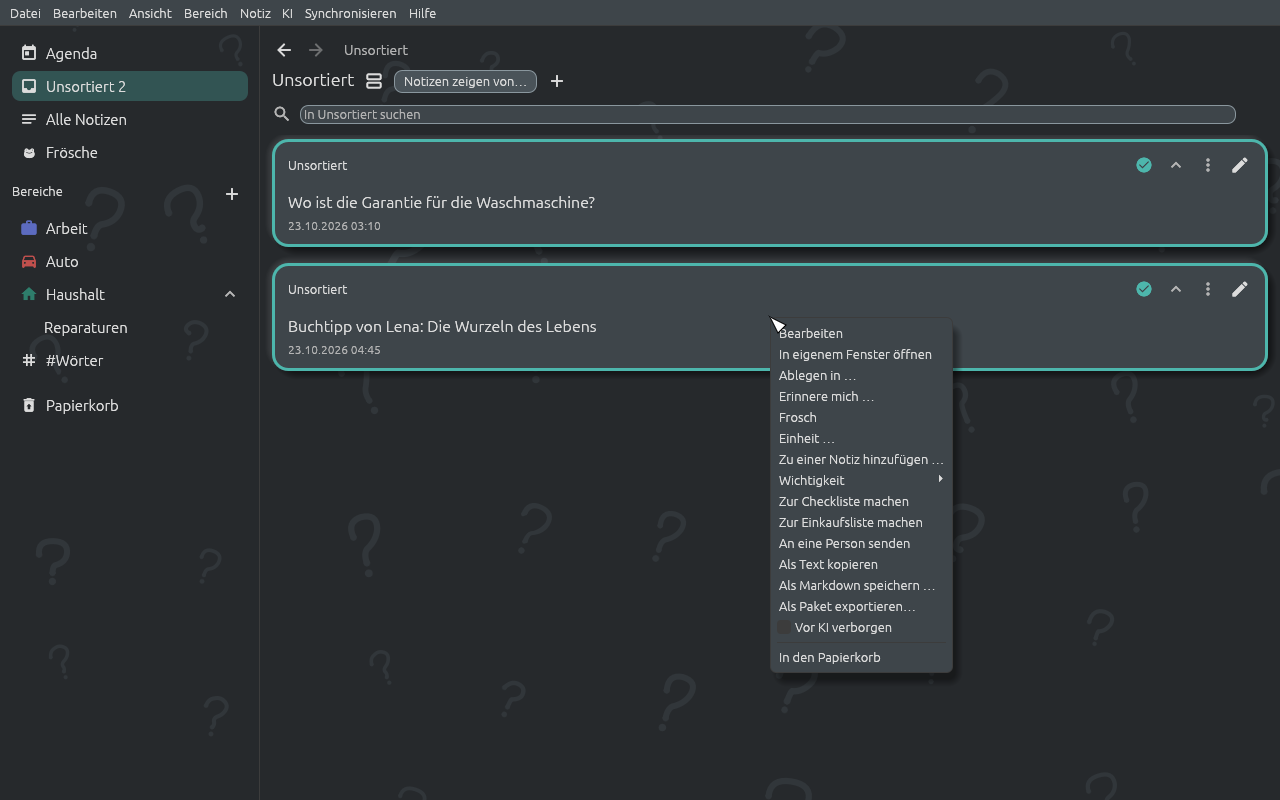 Datei Bearbeiten Ansicht Bereich Notiz KI Synchronisieren Hilfe
Agenda
Unsortiert 2
Alle Notizen
Frösche
Bereiche
Arbeit
Auto
Haushalt
Reparaturen
#Wörter
Papierkorb
Unsortiert
Unsortiert Notizen zeigen von…
In Unsortiert suchen
Unsortiert
Wo ist die Garantie für die Waschmaschine?
23.10.2026 03:10
Unsortiert
Buchtipp von Lena: Die Wurzeln des Lebens
23.10.2026 04:45
Bearbeiten
In eigenem Fenster öffnen
Ablegen in …
Erinnere mich …
Frosch
Einheit …
Zu einer Notiz hinzufügen …
Wichtigkeit
Zur Checkliste machen
Zur Einkaufsliste machen
An eine Person senden
Als Text kopieren
Als Markdown speichern …
Als Paket exportieren…
Vor KI verborgen
In den Papierkorb